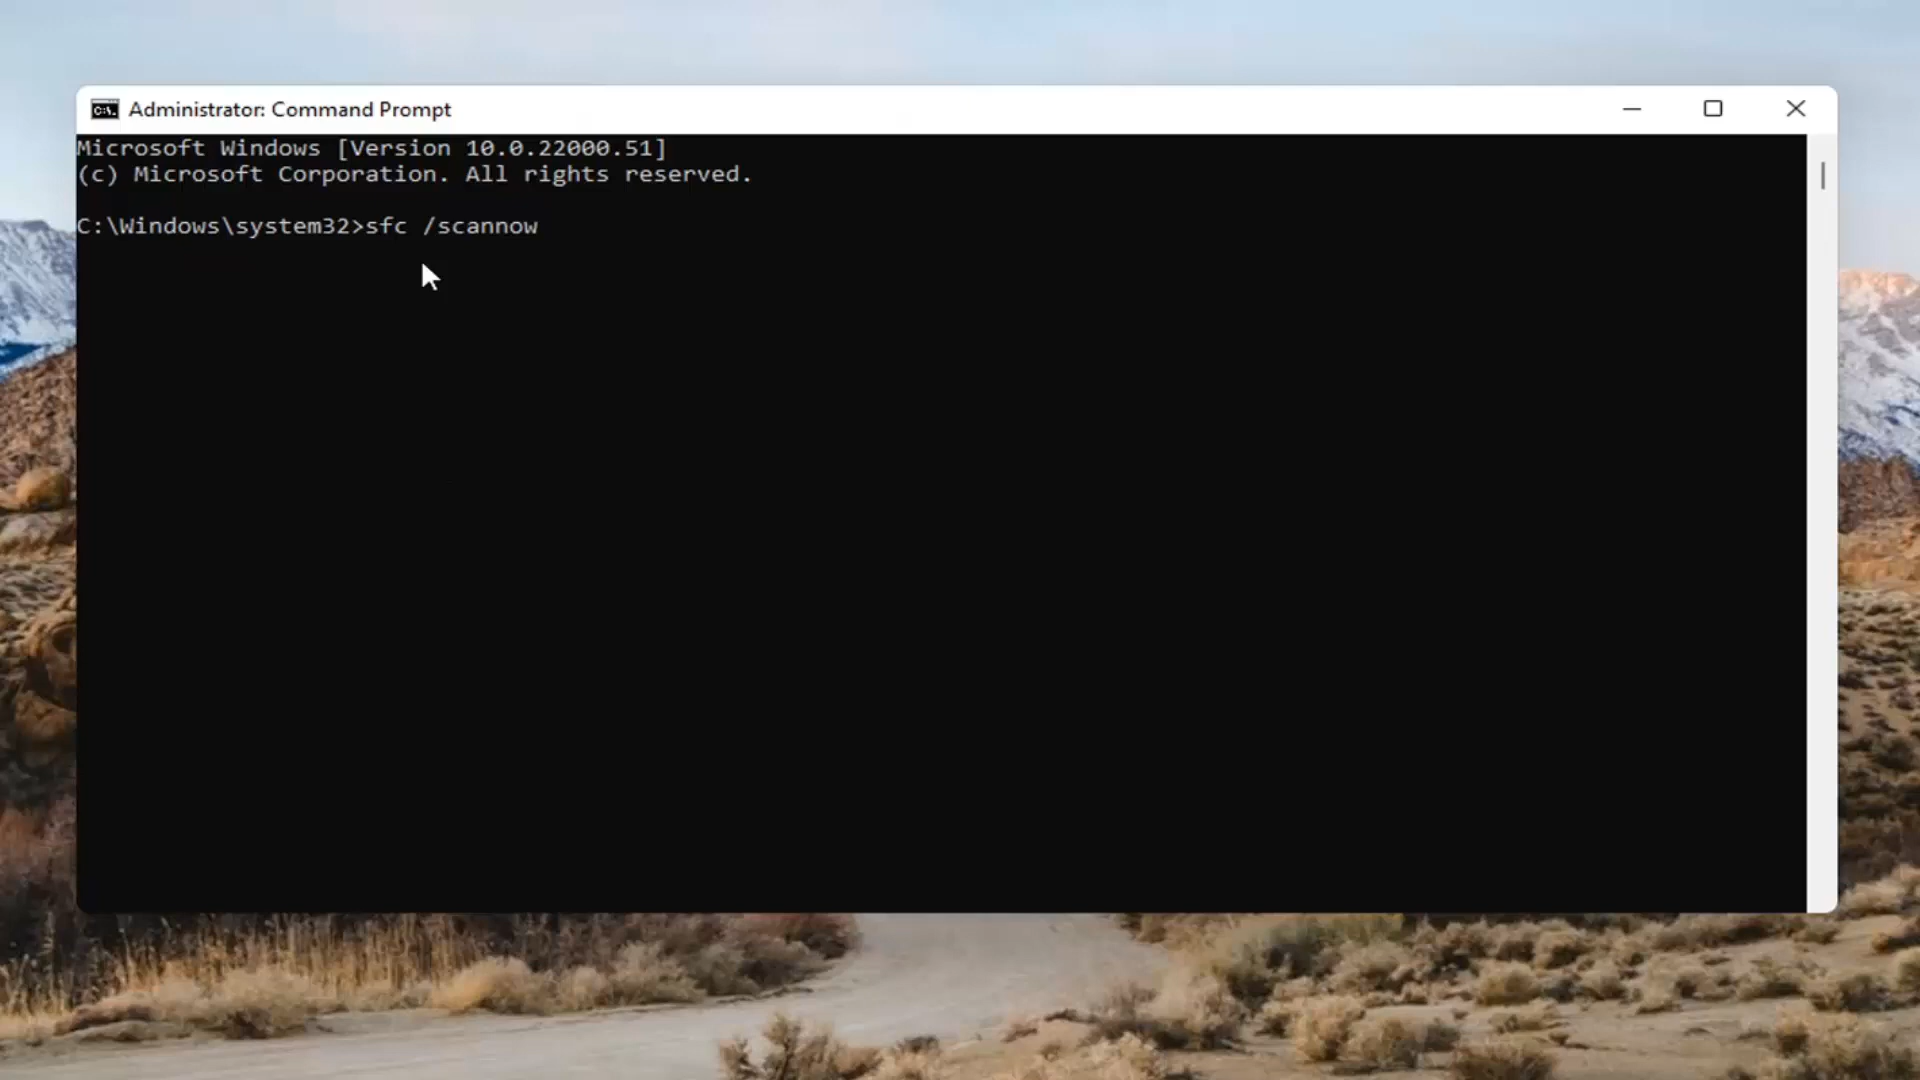 Administrator: Command Prompt
Microsoft Windows [Version 10.0.22000.51]
(c) Microsoft Corporation. All rights reserved.
C:\Windows\system32>sfc /scannow